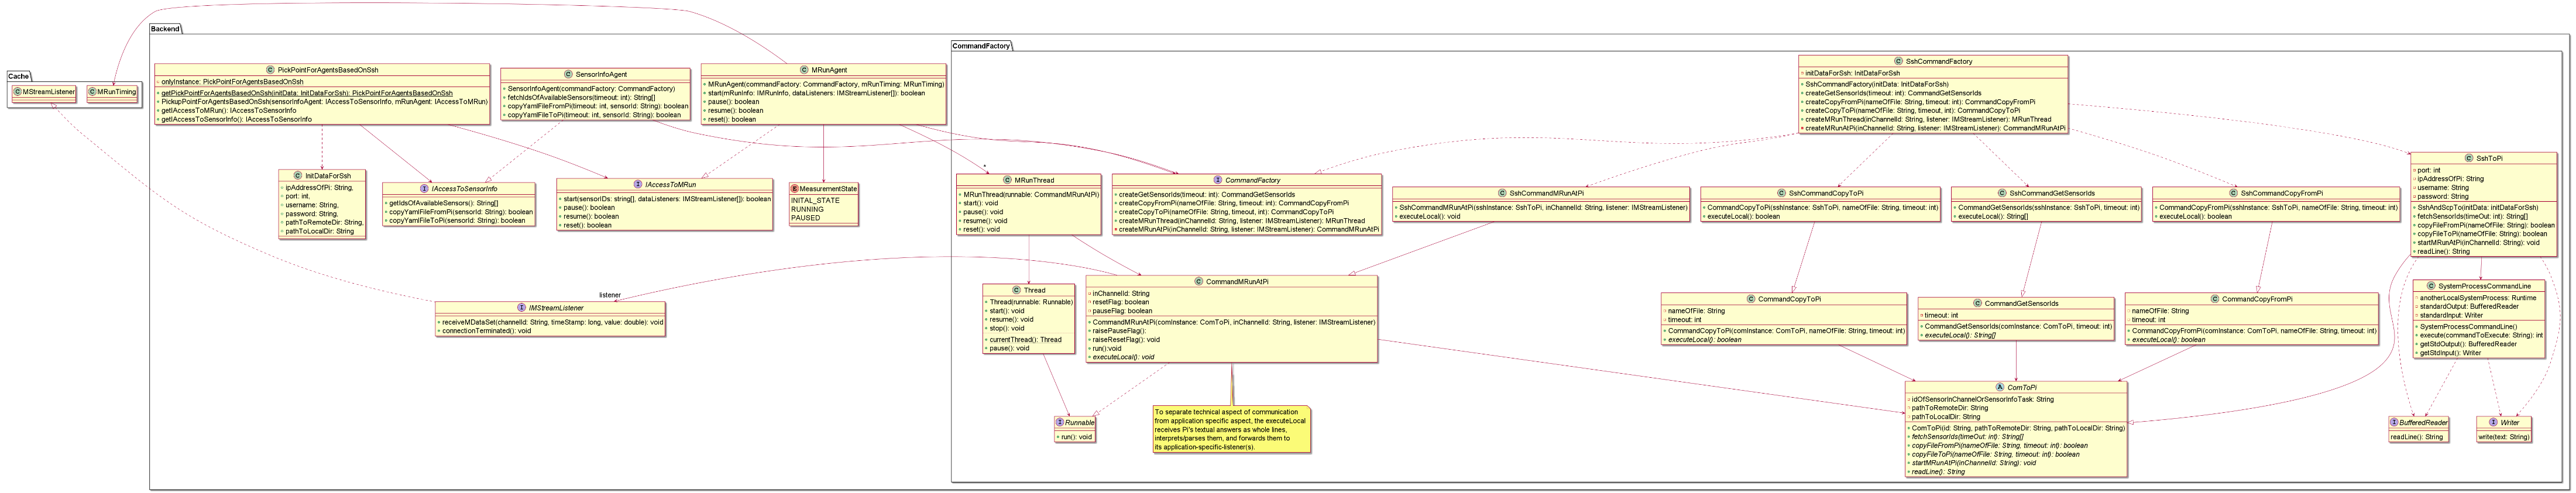 Backend
CommandFactory
Cache
MStreamListener
MRunTiming
PickPointForAgentsBasedOnSsh
onlyInstance: PickPointForAgentsBasedOnSsh
getPickPointForAgentsBasedOnSsh(initData: InitDataForSsh): PickPointForAgentsBasedOnSsh
PickupPointForAgentsBasedOnSsh(sensorInfoAgent: IAccessToSensorInfo, mRunAgent: IAccessToMRun)
getIAccessToMRun(): IAccessToSensorInfo
getIAccessToSensorInfo(): IAccessToSensorInfo
SensorInfoAgent
SensorInfoAgent(commandFactory: CommandFactory)
fetchIdsOfAvailableSensors(timeout: int): String[]
copyYamlFileFromPi(timeout: int, sensorId: String): boolean
copyYamlFileToPi(timeout: int, sensorId: String): boolean
MRunAgent
MRunAgent(commandFactory: CommandFactory, mRunTiming: MRunTiming)
start(mRunInfo: IMRunInfo, dataListeners: IMStreamListener[]): boolean
pause(): boolean
resume(): boolean
reset(): boolean
SshCommandFactory
initDataForSsh: InitDataForSsh
SshCommandFactory(initData: InitDataForSsh)
createGetSensorIds(timeout: int): CommandGetSensorIds
createCopyFromPi(nameOfFile: String, timeout: int): CommandCopyFromPi
createCopyToPi(nameOfFile: String, timeout, int): CommandCopyToPi
createMRunThread(inChannelId: String, listener: IMStreamListener): MRunThread
createMRunAtPi(inChannelId: String, listener: IMStreamListener): CommandMRunAtPi
InitDataForSsh
ipAddressOfPi: String,
port: int,
username: String,
password: String,
pathToRemoteDir: String,
pathToLocalDir: String
IAccessToSensorInfo
getIdsOfAvailableSensors(): String[]
copyYamlFileFromPi(sensorId: String): boolean
copyYamlFileToPi(sensorId: String): boolean
IAccessToMRun
start(sensorIDs: string[], dataListeners: IMStreamListener[]): boolean
pause(): boolean
resume(): boolean
reset(): boolean
MeasurementState
INITAL_STATE
RUNNING
PAUSED
*
MRunThread
MRunThread(runnable: CommandMRunAtPi)
start(): void
pause(): void
resume(): void
reset(): void
CommandFactory
createGetSensorIds(timeout: int): CommandGetSensorIds
createCopyFromPi(nameOfFile: String, timeout: int): CommandCopyFromPi
createCopyToPi(nameOfFile: String, timeout, int): CommandCopyToPi
createMRunThread(inChannelId: String, listener: IMStreamListener): MRunThread
createMRunAtPi(inChannelId: String, listener: IMStreamListener): CommandMRunAtPi
SshCommandMRunAtPi
SshCommandMRunAtPi(sshInstance: SshToPi, inChannelId: String, listener: IMStreamListener)
executeLocal(): void
SshCommandCopyToPi
CommandCopyToPi(sshInstance: SshToPi, nameOfFile: String, timeout: int)
executeLocal(): boolean
SshCommandGetSensorIds
CommandGetSensorIds(sshInstance: SshToPi, timeout: int)
executeLocal(): String[]
SshCommandCopyFromPi
CommandCopyFromPi(sshInstance: SshToPi, nameOfFile: String, timeout: int)
executeLocal(): boolean
SshToPi
port: int
ipAddressOfPi: String
username: String
password: String
SshAndScpTo(initData: initDataForSsh)
fetchSensorIds(timeOut: int): String[]
copyFileFromPi(nameOfFile: String): boolean
copyFileToPi(nameOfFile: String): boolean
startMRunAtPi(inChannelId: String): void
readLine(): String
listener
IMStreamListener
receiveMDataSet(channelId: String, timeStamp: long, value: double): void
connectionTerminated(): void
Thread
Thread(runnable: Runnable)
start(): void
resume(): void
stop(): void
currentThread(): Thread
pause(): void
CommandMRunAtPi
inChannelId: String
resetFlag: boolean
pauseFlag: boolean
CommandMRunAtPi(comInstance: ComToPi, inChannelId: String, listener: IMStreamListener)
raisePauseFlag():
raiseResetFlag(): void
run():void
executeLocal(): void
CommandCopyToPi
nameOfFile: String
timeout: int
CommandCopyToPi(comInstance: ComToPi, nameOfFile: String, timeout: int)
executeLocal(): boolean
CommandGetSensorIds
timeout: int
CommandGetSensorIds(comInstance: ComToPi, timeout: int)
executeLocal(): String[]
CommandCopyFromPi
nameOfFile: String
timeout: int
CommandCopyFromPi(comInstance: ComToPi, nameOfFile: String, timeout: int)
executeLocal(): boolean
SystemProcessCommandLine
anotherLocalSystemProcess: Runtime
standardOutput: BufferedReader
standardInput: Writer
SystemProcessCommandLine()
execute(commandToExecute: String): int
getStdOutput(): BufferedReader
getStdInput(): Writer
Runnable
run(): void
To separate technical aspect of communication
from application specific aspect, the executeLocal
receives Pi's textual answers as whole lines,
interprets/parses them, and forwards them to
its application-specific-listener(s).
ComToPi
idOfSensorInChannelOrSensorInfoTask: String
pathToRemoteDir: String
pathToLocalDir: String
ComToPi(id: String, pathToRemoteDir: String, pathToLocalDir: String)
fetchSensorIds(timeOut: int): String[]
copyFileFromPi(nameOfFile: String, timeout: int): boolean
copyFileToPi(nameOfFile: String, timeout: int): boolean
startMRunAtPi(inChannelId: String): void
readLine(): String
BufferedReader
readLine(): String
Writer
write(text: String)